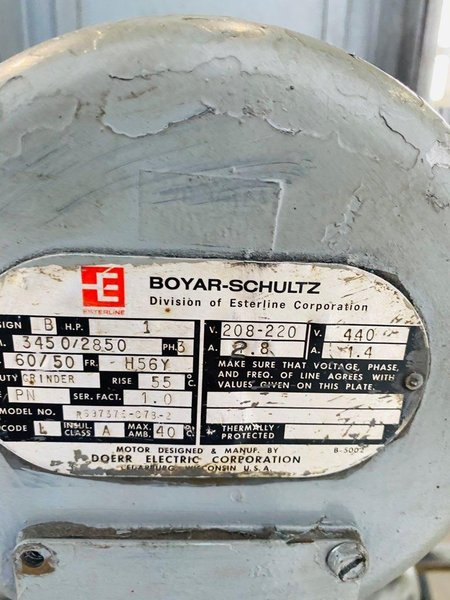 ESTERLINE
BOYAR-SCHULTZ
Division of Esterline Corporation
SIGN B H.P. 1
M. 3450/2850 PH. 3
60/50 FR. H56Y
UTY GRINDER RISE 55 °C.
PN SER. FACT. 1.0
MODEL NO.
CODE L INSUL. CLASS A MAX. AMB. 40 °C.
V. 208-220 V. 440
A. 2.8 A. 1.4
MAKE SURE THAT VOLTAGE, PHASE,
AND FREQ. OF LINE AGREES WITH
VALUES GIVEN ON THIS PLATE.
THERMALLY
PROTECTED
MOTOR DESIGNED & MANUF. BY B-5002
DOERR ELECTRIC CORPORATION
CEDARBURG, WISCONSIN U.S.A.